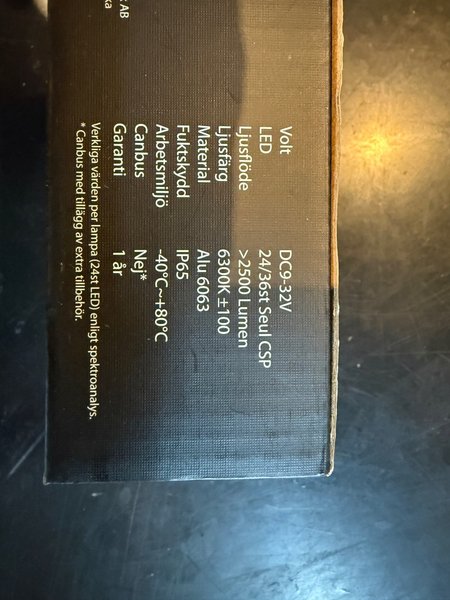 AB
Volt DC9-32V
LED 24/36st Seul CSP
Ljusflöde >2500 Lumen
Ljusfärg 6300K ±100
Material Alu 6063
Fuktskydd IP65
Arbetsmiljö -40°C~+80°C
Canbus Nej*
Garanti 1 år
Verkliga värden per lampa (24st LED) enligt spektroanalys.
* Canbus med tillägg av extra tillbehör.